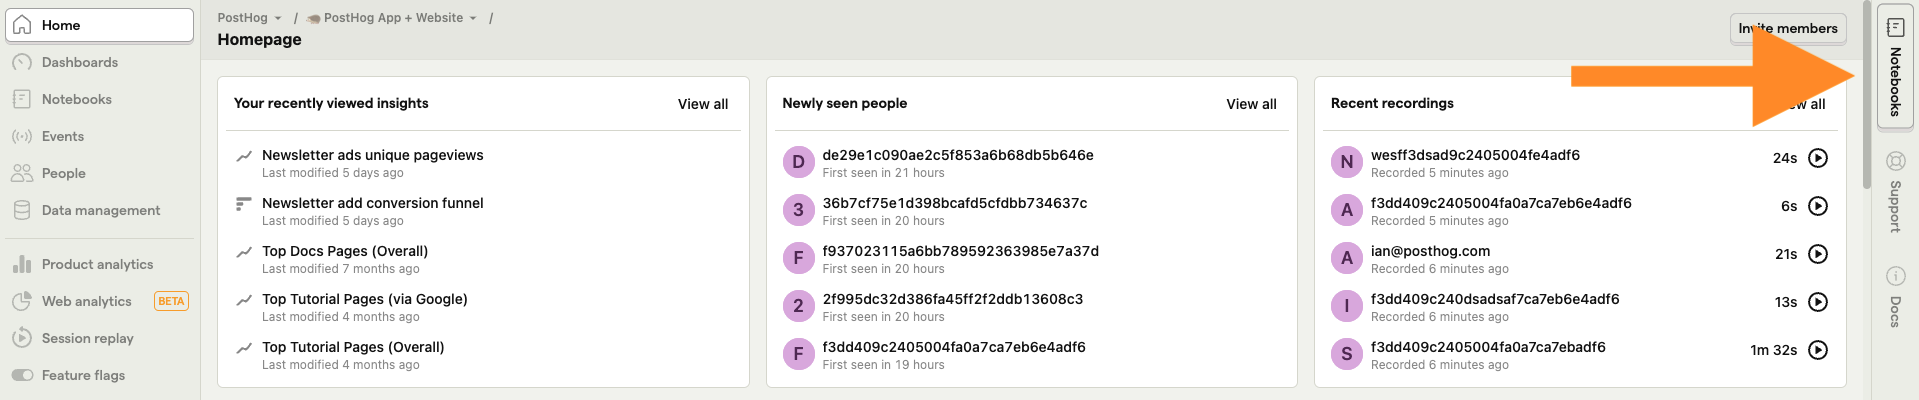 Home
Dashboards
Notebooks
Events
People
Data management
Product analytics
Web analytics BETA
Session replay
Feature flags
PostHog / PostHog App + Website /
Homepage
Invite members
Your recently viewed insights View all
Newsletter ads unique pageviews
Last modified 5 days ago
Newsletter add conversion funnel
Last modified 5 days ago
Top Docs Pages (Overall)
Last modified 7 months ago
Top Tutorial Pages (via Google)
Last modified 4 months ago
Top Tutorial Pages (Overall)
Last modified 4 months ago
Newly seen people View all
D de29e1c090ae2c5f853a6b68db5b646e
First seen in 21 hours
3 36b7cf75e1d398bcafd5cfdbb734637c
First seen in 20 hours
F f937023115a6bb789592363985e7a37d
First seen in 20 hours
2 2f995dc32d386fa45ff2f2ddb13608c3
First seen in 20 hours
F f3dd409c2405004fa0a7ca7eb6e4adf6
First seen in 19 hours
Recent recordings View all
N wesff3dsad9c2405004fe4adf6 24s
Recorded 5 minutes ago
A f3dd409c2405004fa0a7ca7eb6e4adf6 6s
Recorded 5 minutes ago
A ian@posthog.com 21s
Recorded 6 minutes ago
I f3dd409c240dsadsaf7ca7eb6e4adf6 13s
Recorded 6 minutes ago
S f3dd409c2405004fa0a7ca7ebadf6 1m 32s
Recorded 6 minutes ago
Notebooks
Support
Docs